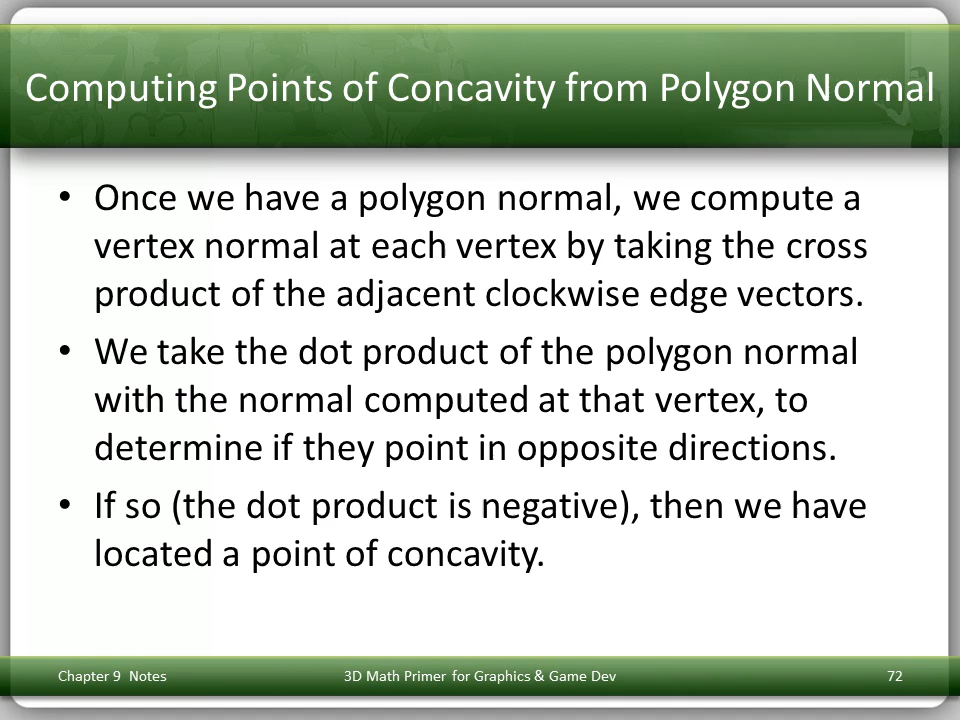 Computing Points of Concavity from Polygon Normal
• Once we have a polygon normal, we compute a
vertex normal at each vertex by taking the cross
product of the adjacent clockwise edge vectors.
• We take the dot product of the polygon normal
with the normal computed at that vertex, to
determine if they point in opposite directions.
• If so (the dot product is negative), then we have
located a point of concavity.
Chapter 9 Notes
3D Math Primer for Graphics & Game Dev
72